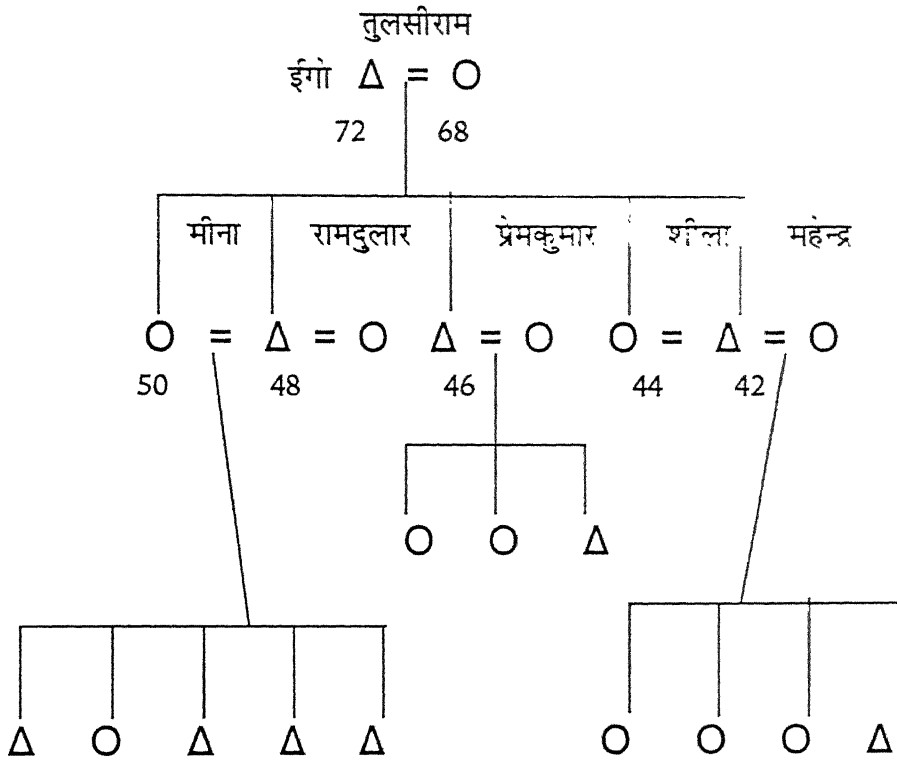 तुलसीराम
ईगो Δ = O
72 68
मीना रामदुलार प्रेमकुमार शीला महेन्द्र
O = Δ = O Δ = O O = Δ = O
50 48 46 44 42
O O Δ
Δ O Δ Δ Δ
O O O Δ